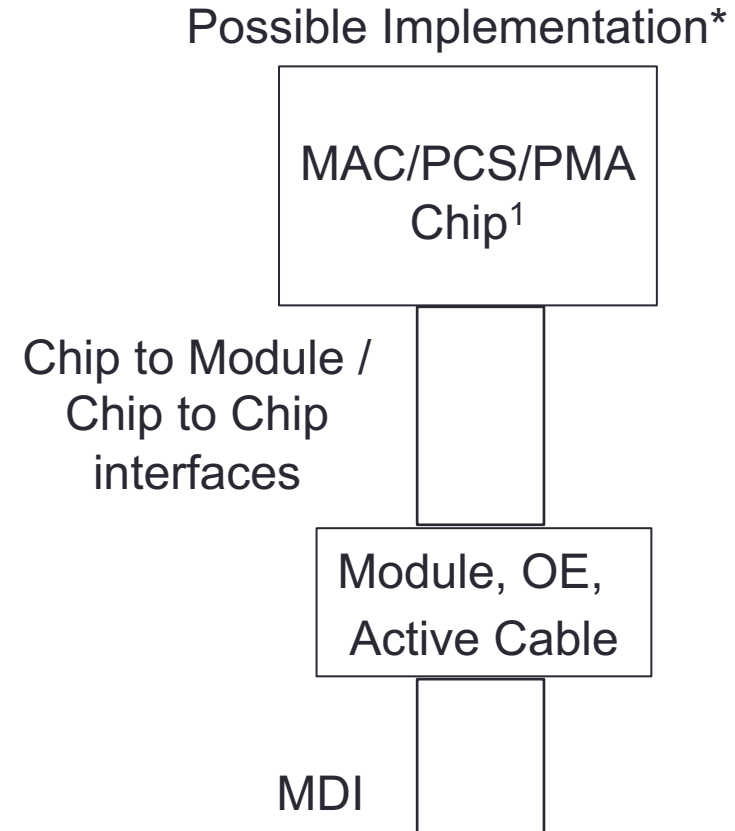 Possible Implementation*
MAC/PCS/PMA
Chip¹
Chip to Module /
Chip to Chip
interfaces
Module, OE,
Active Cable
MDI